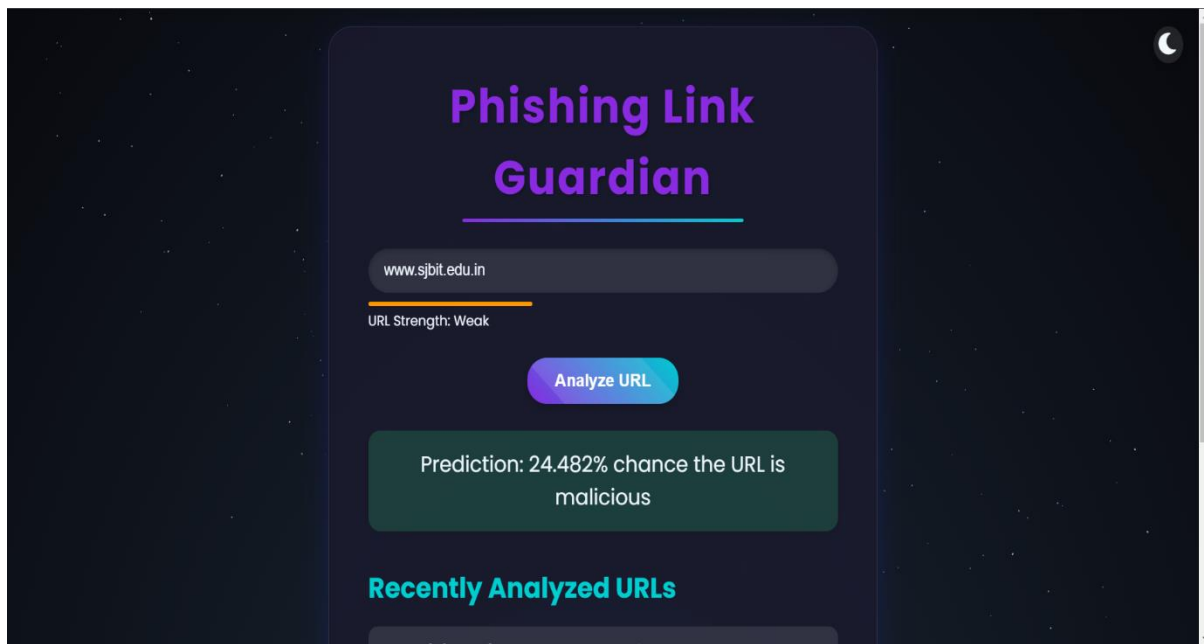 Phishing Link
Guardian
www.sjbit.edu.in
URL Strength: Weak
Analyze URL
Prediction: 24.482% chance the URL is
malicious
Recently Analyzed URLs